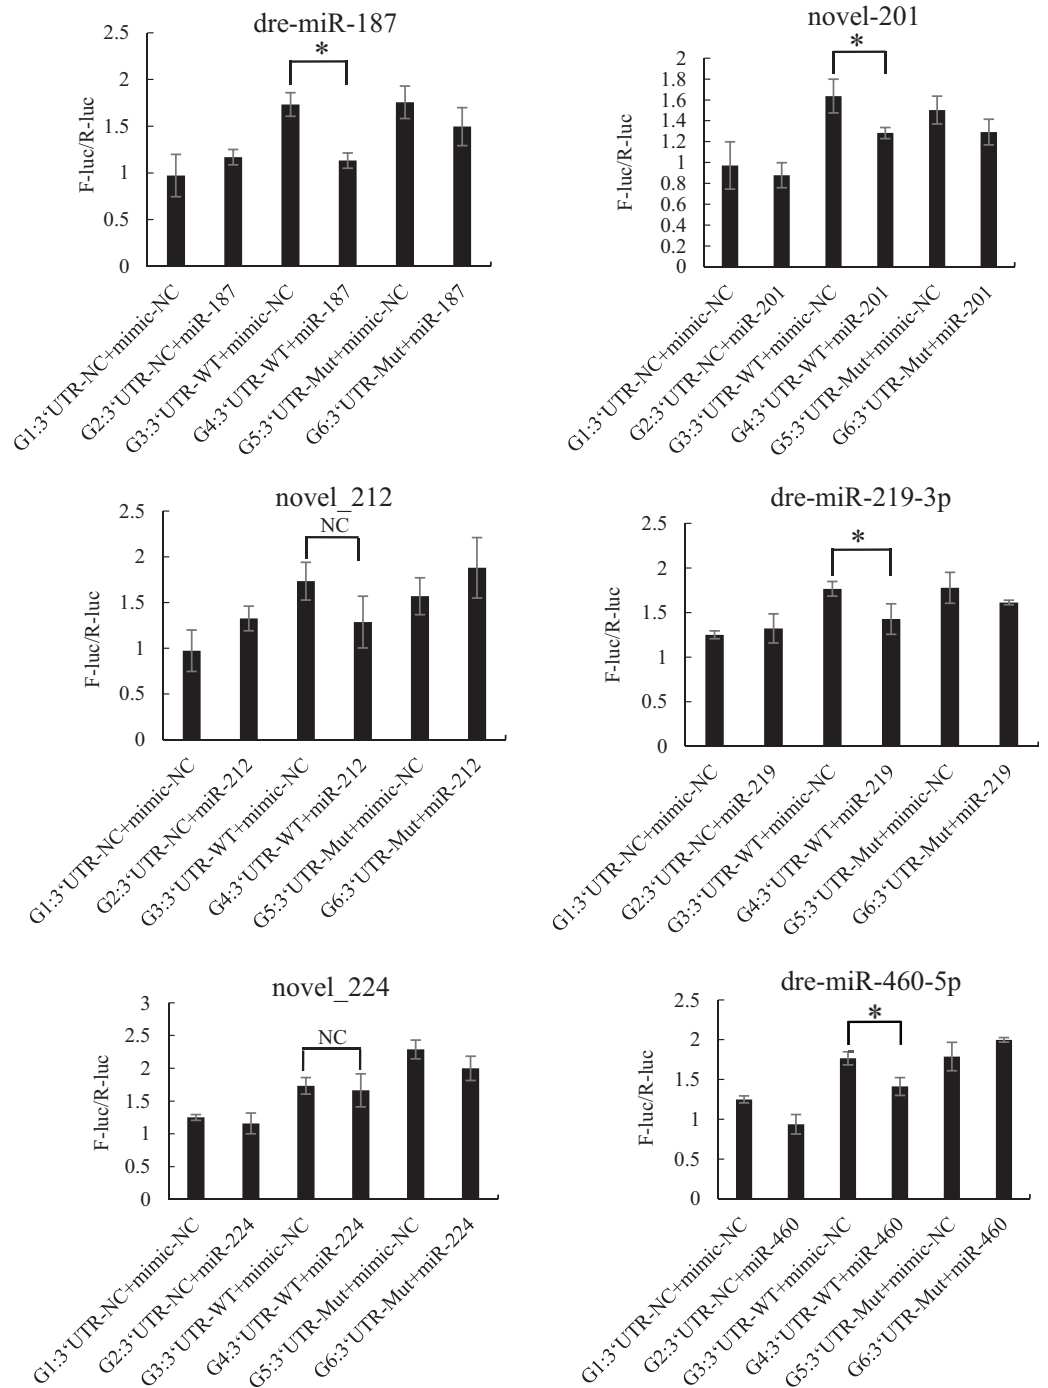 dre-miR-187
*
2.5
2
1.5
1
0.5
0
F-luc/R-luc
G1:3‘UTR-NC+mimic-NC
G2:3‘UTR-NC+miR-187
G3:3‘UTR-WT+mimic-NC
G4:3‘UTR-WT+miR-187
G5:3‘UTR-Mut+mimic-NC
G6:3‘UTR-Mut+miR-187
novel-201
*
2
1.8
1.6
1.4
1.2
1
0.8
0.6
0.4
0.2
0
F-luc/R-luc
G1:3‘UTR-NC+mimic-NC
G2:3‘UTR-NC+miR-201
G3:3‘UTR-WT+mimic-NC
G4:3‘UTR-WT+miR-201
G5:3‘UTR-Mut+mimic-NC
G6:3‘UTR-Mut+miR-201
novel_212
NC
2.5
2
1.5
1
0.5
0
F-luc/R-luc
G1:3‘UTR-NC+mimic-NC
G2:3‘UTR-NC+miR-212
G3:3‘UTR-WT+mimic-NC
G4:3‘UTR-WT+miR-212
G5:3‘UTR-Mut+mimic-NC
G6:3‘UTR-Mut+miR-212
dre-miR-219-3p
*
2.5
2
1.5
1
0.5
0
F-luc/R-luc
G1:3‘UTR-NC+mimic-NC
G2:3‘UTR-NC+miR-219
G3:3‘UTR-WT+mimic-NC
G4:3‘UTR-WT+miR-219
G5:3‘UTR-Mut+mimic-NC
G6:3‘UTR-Mut+miR-219
novel_224
NC
3
2.5
2
1.5
1
0.5
0
F-luc/R-luc
G1:3‘UTR-NC+mimic-NC
G2:3‘UTR-NC+miR-224
G3:3‘UTR-WT+mimic-NC
G4:3‘UTR-WT+miR-224
G5:3‘UTR-Mut+mimic-NC
G6:3‘UTR-Mut+miR-224
dre-miR-460-5p
*
2.5
2
1.5
1
0.5
0
F-luc/R-luc
G1:3‘UTR-NC+mimic-NC
G2:3‘UTR-NC+miR-460
G3:3‘UTR-WT+mimic-NC
G4:3‘UTR-WT+miR-460
G5:3‘UTR-Mut+mimic-NC
G6:3‘UTR-Mut+miR-460